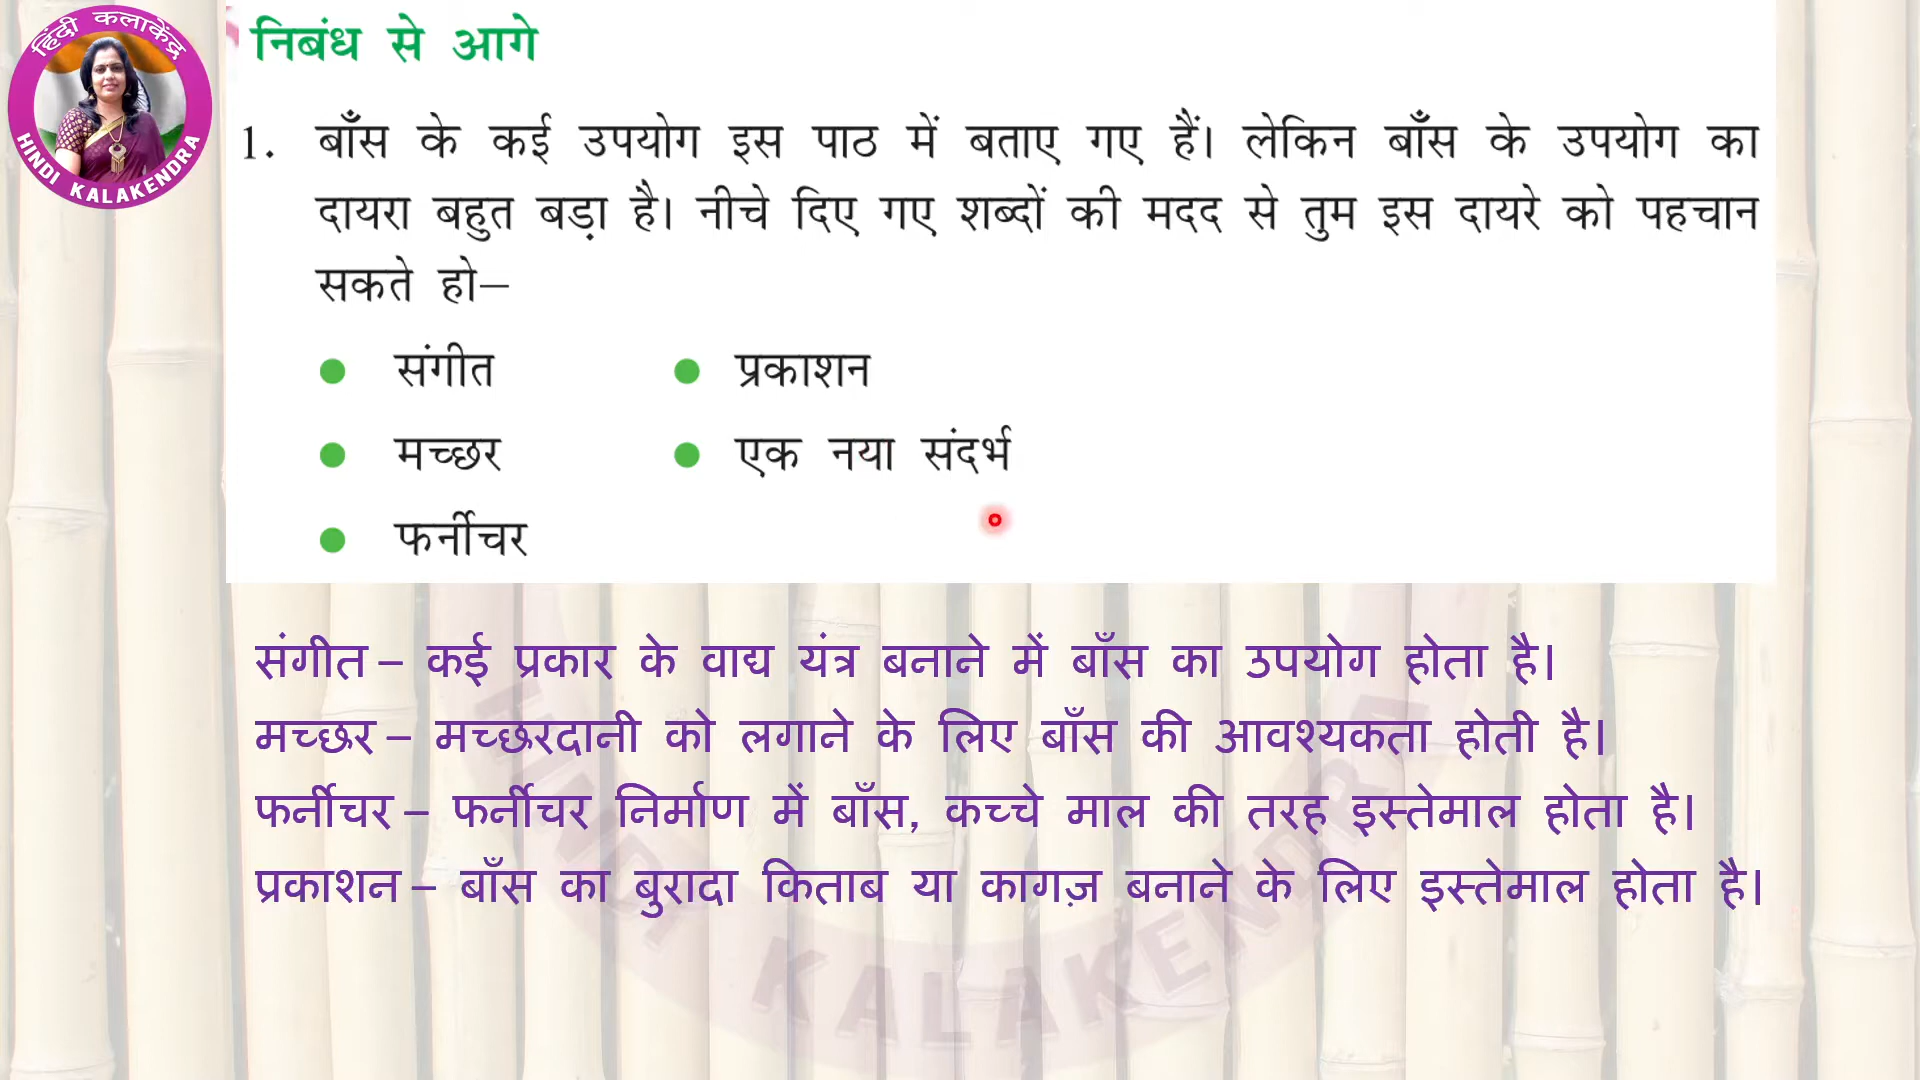 हिंदी कलाकेंद्र
HINDI KALAKENDRA
निबंध से आगे
1. बाँस के कई उपयोग इस पाठ में बताए गए हैं। लेकिन बाँस के उपयोग का
दायरा बहुत बड़ा है। नीचे दिए गए शब्दों की मदद से तुम इस दायरे को पहचान
सकते हो–
● संगीत ● प्रकाशन
● मच्छर ● एक नया संदर्भ
● फर्नीचर
संगीत – कई प्रकार के वाद्य यंत्र बनाने में बाँस का उपयोग होता है।
मच्छर – मच्छरदानी को लगाने के लिए बाँस की आवश्यकता होती है।
फर्नीचर – फर्नीचर निर्माण में बाँस, कच्चे माल की तरह इस्तेमाल होता है।
प्रकाशन – बाँस का बुरादा किताब या कागज़ बनाने के लिए इस्तेमाल होता है।
HINDI KALAKENDRA